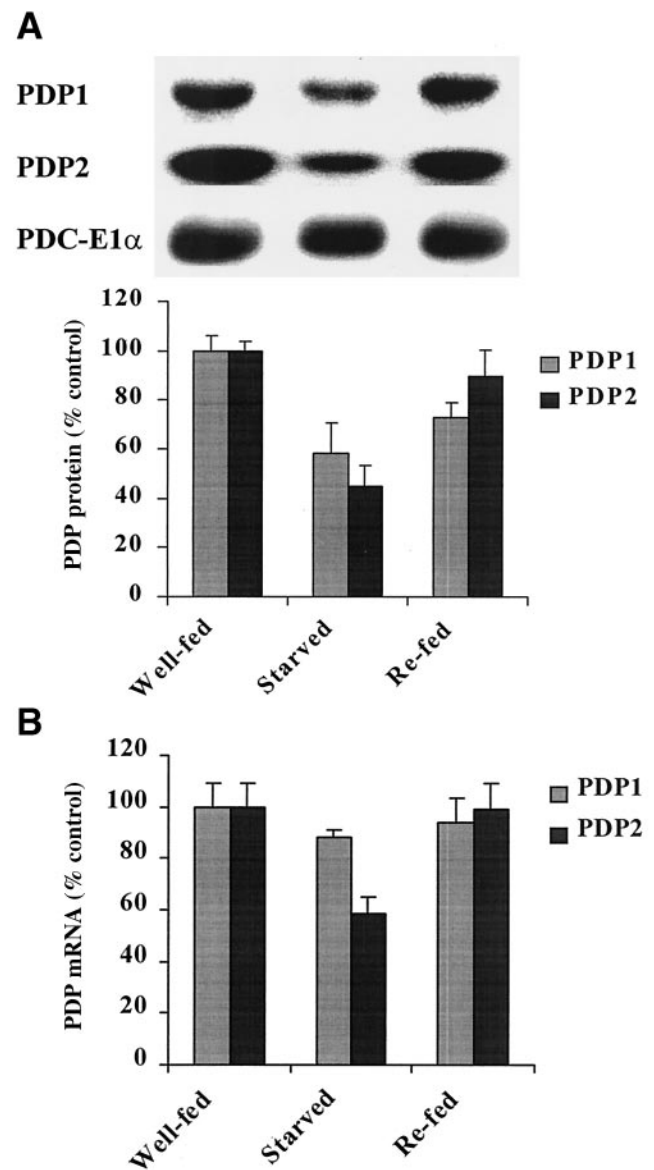 A
PDP1
PDP2
PDC-E1α
120
100
80
60
40
20
0
PDP protein (% control)
PDP1
PDP2
Well-fed
Starved
Re-fed
B
120
100
80
60
40
20
0
PDP mRNA (% control)
PDP1
PDP2
Well-fed
Starved
Re-fed